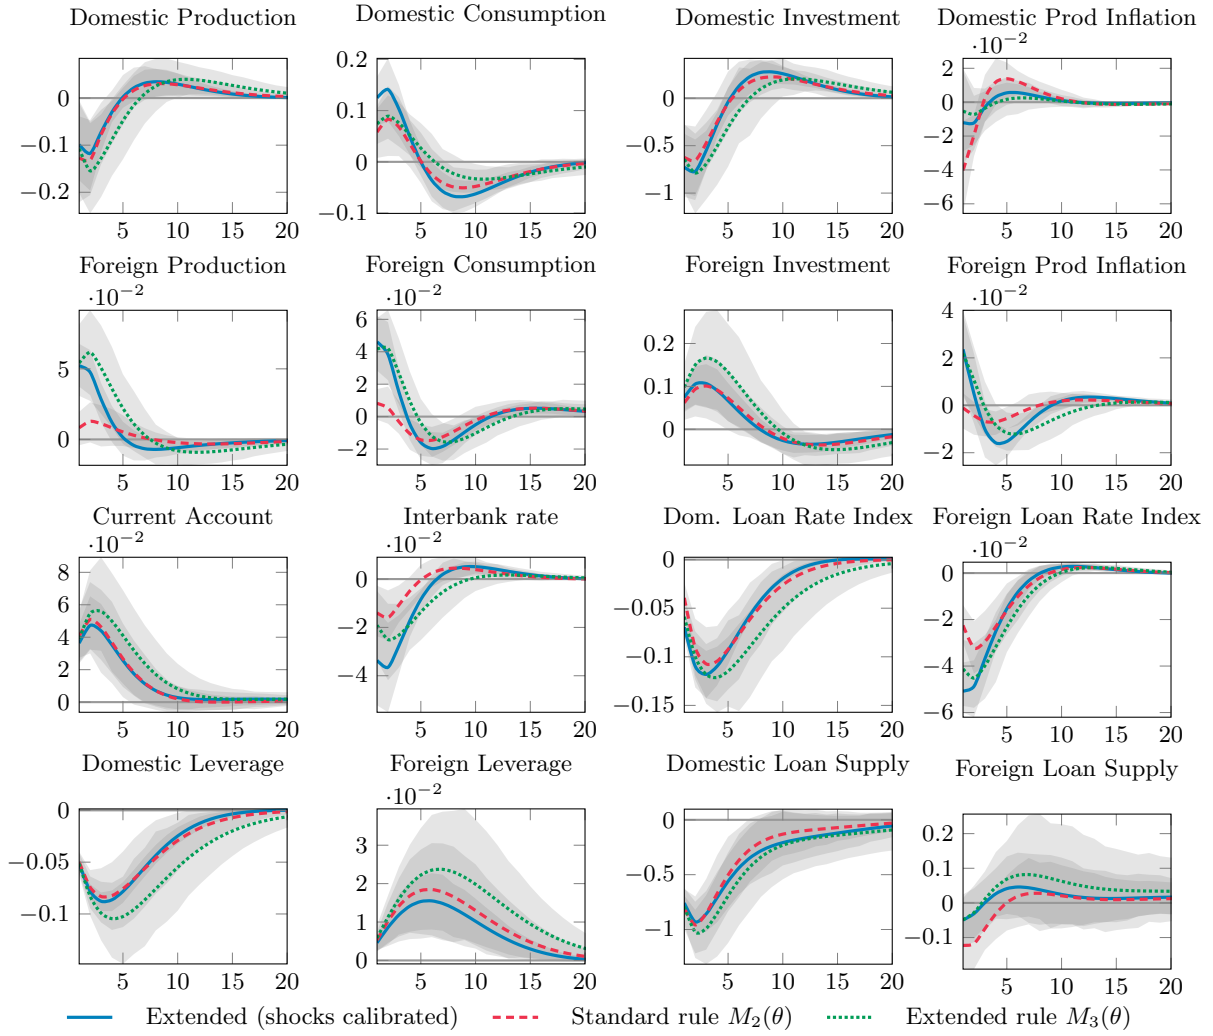 Domestic Production
Domestic Consumption
Domestic Investment
Domestic Prod Inflation
·10−2
0
−0.1
−0.2
0.2
0.1
0
−0.1
0
−0.5
−1
2
0
−2
−4
−6
5 10 15 20
5 10 15 20
5 10 15 20
5 10 15 20
Foreign Production
Foreign Consumption
Foreign Investment
Foreign Prod Inflation
·10−2
·10−2
·10−2
5
0
6
4
2
0
−2
0.2
0.1
0
4
2
0
−2
5 10 15 20
5 10 15 20
5 10 15 20
5 10 15 20
Current Account
Interbank rate
Dom. Loan Rate Index
Foreign Loan Rate Index
·10−2
·10−2
·10−2
8
6
4
2
0
0
−2
−4
0
−0.05
−0.1
−0.15
0
−2
−4
−6
5 10 15 20
5 10 15 20
5 10 15 20
5 10 15 20
Domestic Leverage
Foreign Leverage
Domestic Loan Supply
Foreign Loan Supply
·10−2
0
−0.05
−0.1
3
2
1
0
0
−0.5
−1
0.2
0.1
0
−0.1
5 10 15 20
5 10 15 20
5 10 15 20
5 10 15 20
Extended (shocks calibrated)
Standard rule M2(θ)
Extended rule M3(θ)